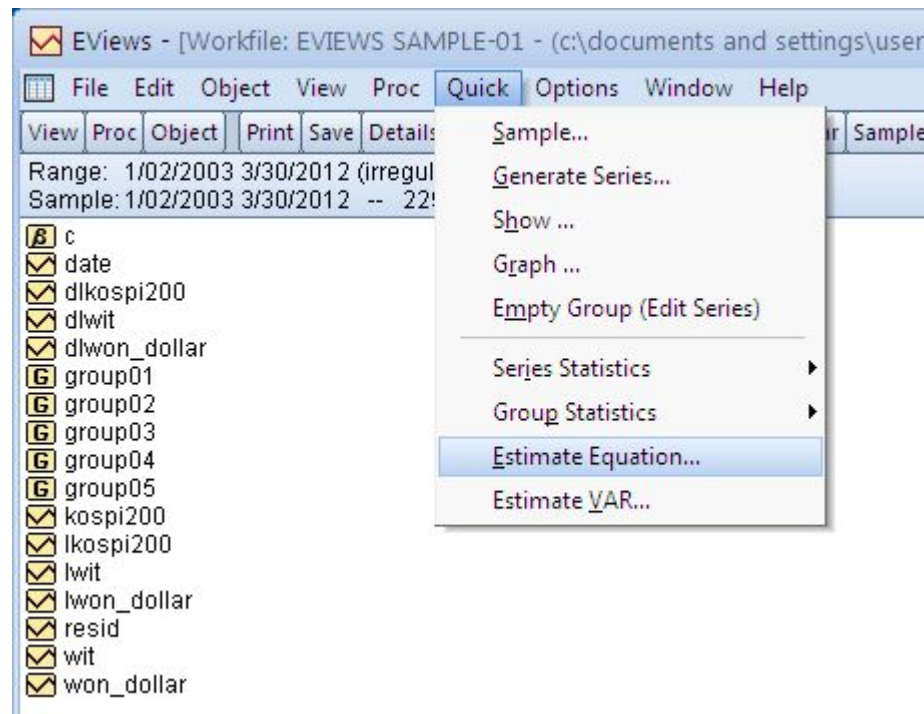 EViews - [Workfile: EVIEWS SAMPLE-01 - (c:\documents and settings\user
File Edit Object View Proc Quick Options Window Help
View Proc Object Print Save Details Sample
Range: 1/02/2003 3/30/2012
Sample: 1/02/2003 3/30/2012 --
Sample...
Generate Series...
Show ...
Graph ...
Empty Group (Edit Series)
Series Statistics
Group Statistics
Estimate Equation...
Estimate VAR...
β c
date
dlkospi200
dlwit
dlwon_dollar
G group01
G group02
G group03
G group04
G group05
kospi200
lkospi200
lwit
lwon_dollar
resid
wit
won_dollar